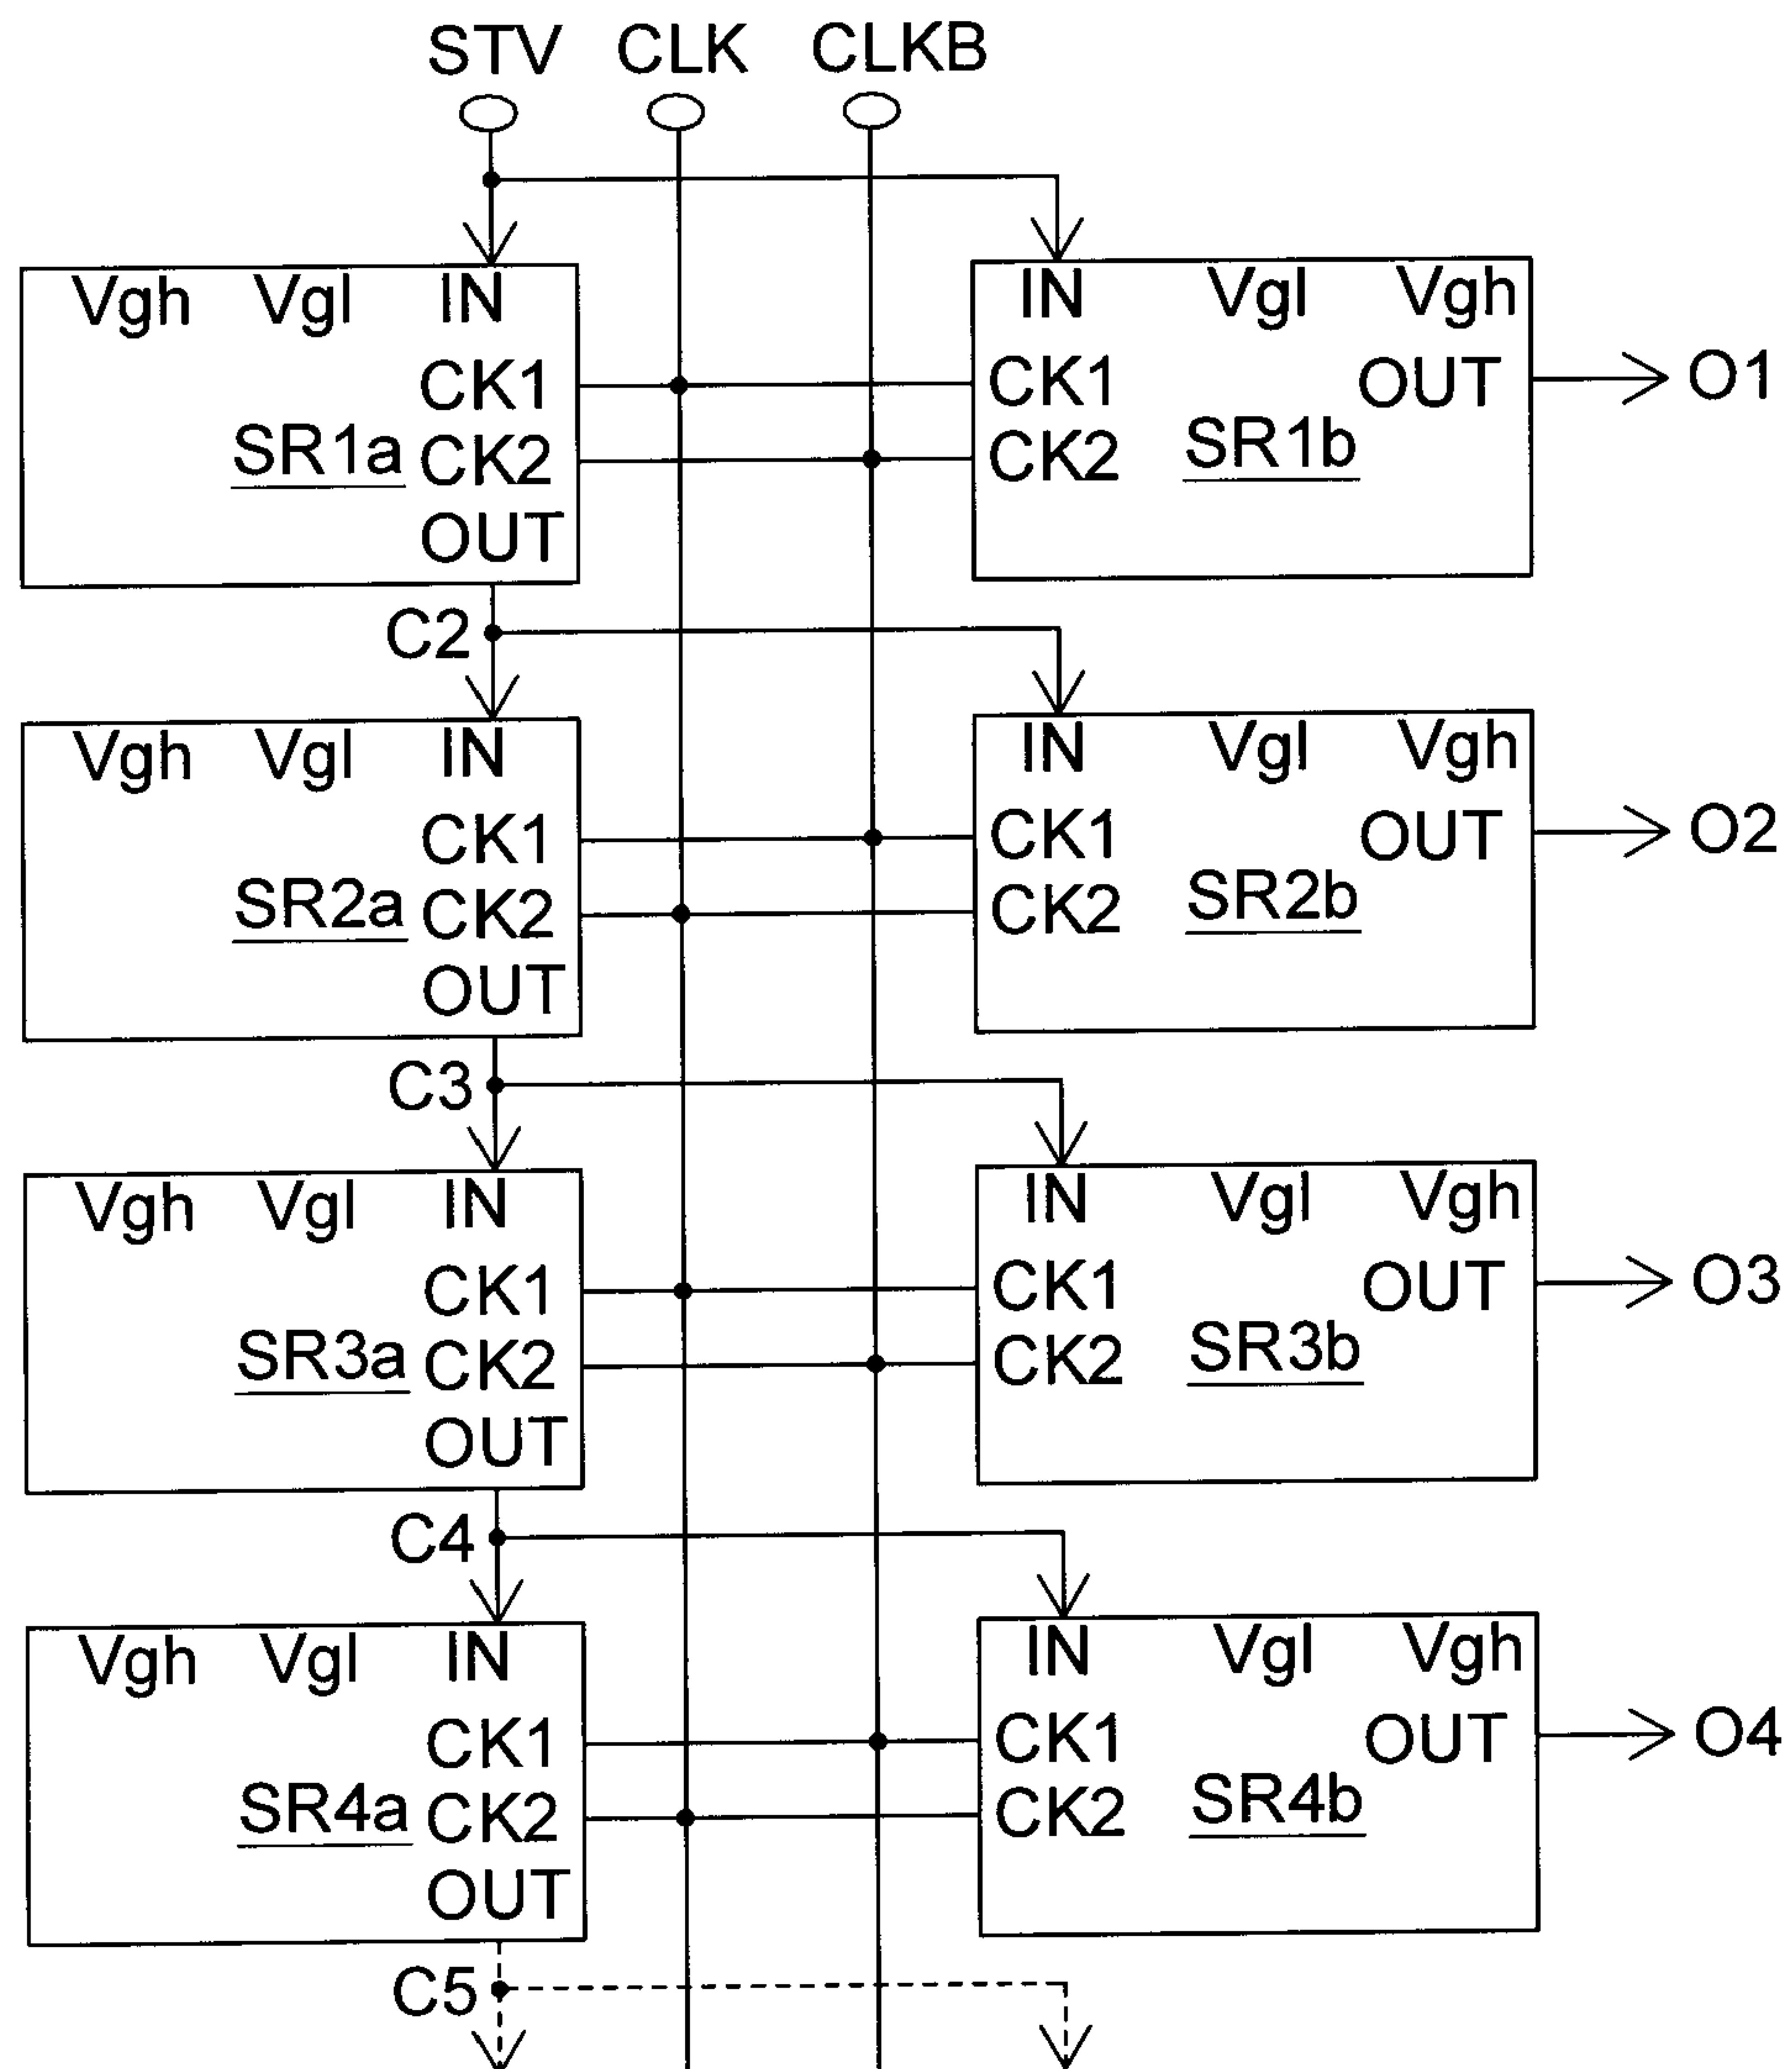 STV CLK CLKB
Vgh Vgl IN IN Vgl Vgh
CK1 CK1 OUT O1
SR1a CK2 CK2 SR1b
OUT
C2
Vgh Vgl IN IN Vgl Vgh
CK1 CK1 OUT O2
SR2a CK2 CK2 SR2b
OUT
C3
Vgh Vgl IN IN Vgl Vgh
CK1 CK1 OUT O3
SR3a CK2 CK2 SR3b
OUT
C4
Vgh Vgl IN IN Vgl Vgh
CK1 CK1 OUT O4
SR4a CK2 CK2 SR4b
OUT
C5